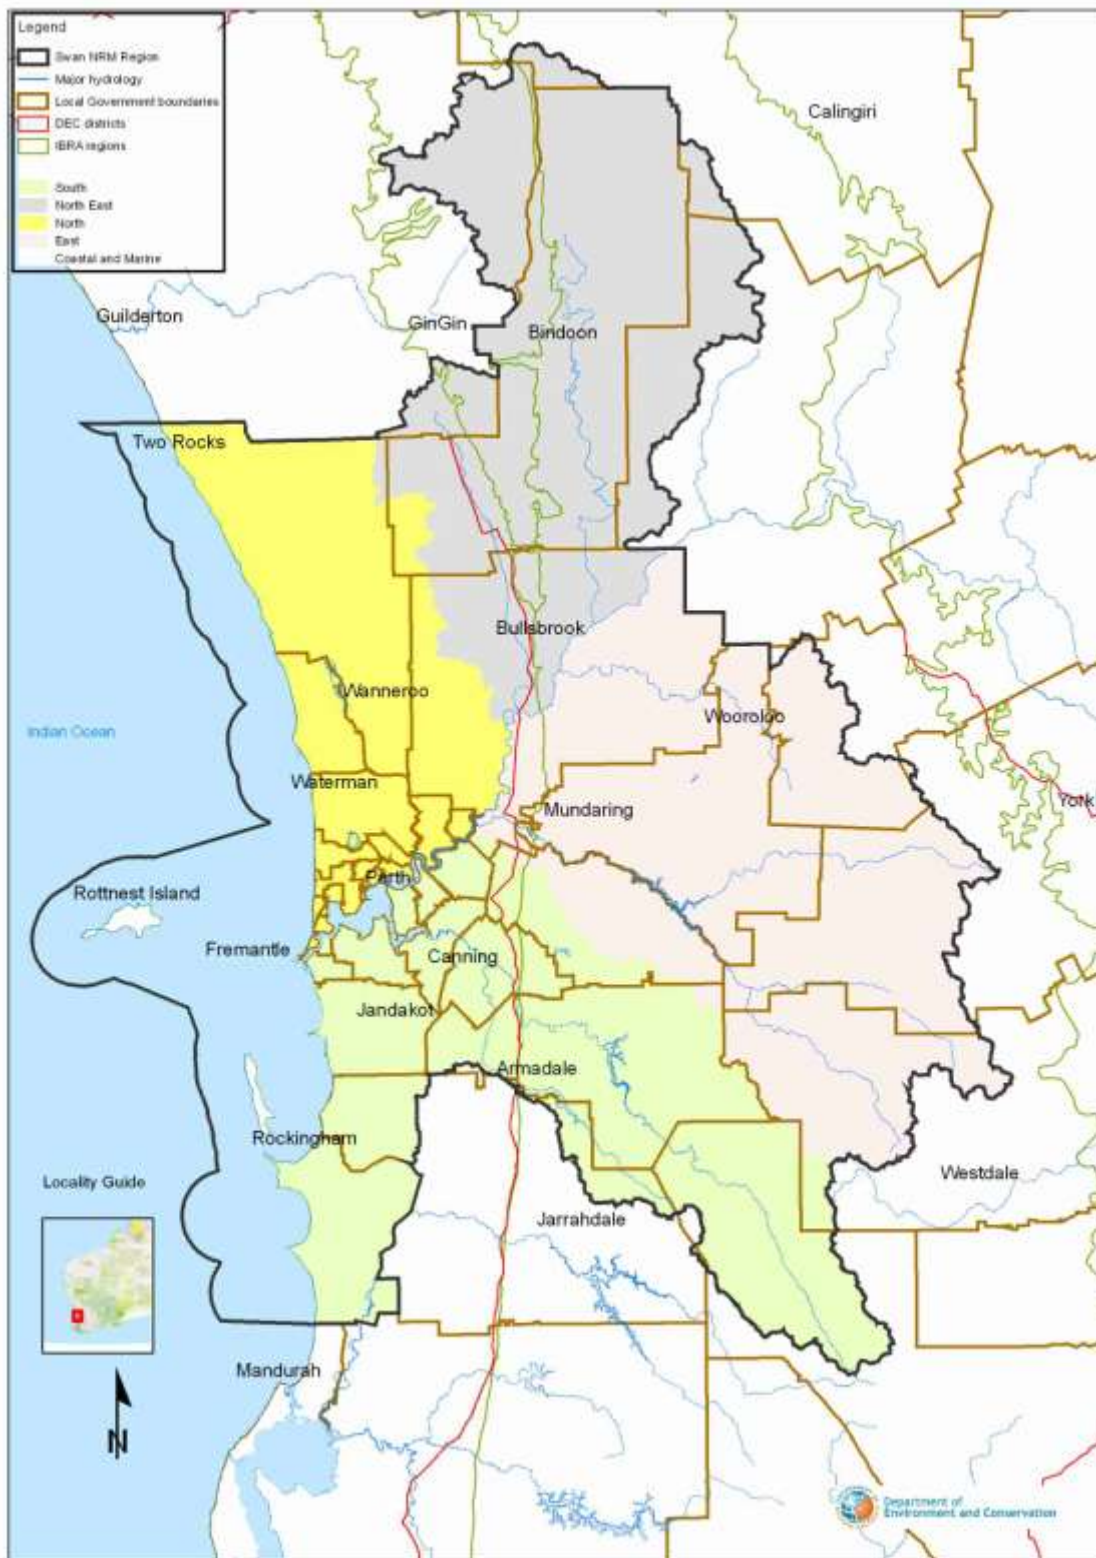 Legend
Swan NRM Region
Major hydrology
Local Government boundaries
DEC districts
IBRA regions
South
North East
North
East
Coastal and Marine
Calingiri
Guilderton
GinGin
Bindoon
Two Rocks
Bullsbrook
Wanneroo
Wooroloo
Indian Ocean
Waterman
York
Mundaring
Perth
Rottnest Island
Fremantle
Canning
Jandakot
Armadale
Rockingham
Westdale
Locality Guide
Jarrahdale
Mandurah
N
Department of
Environment and Conservation